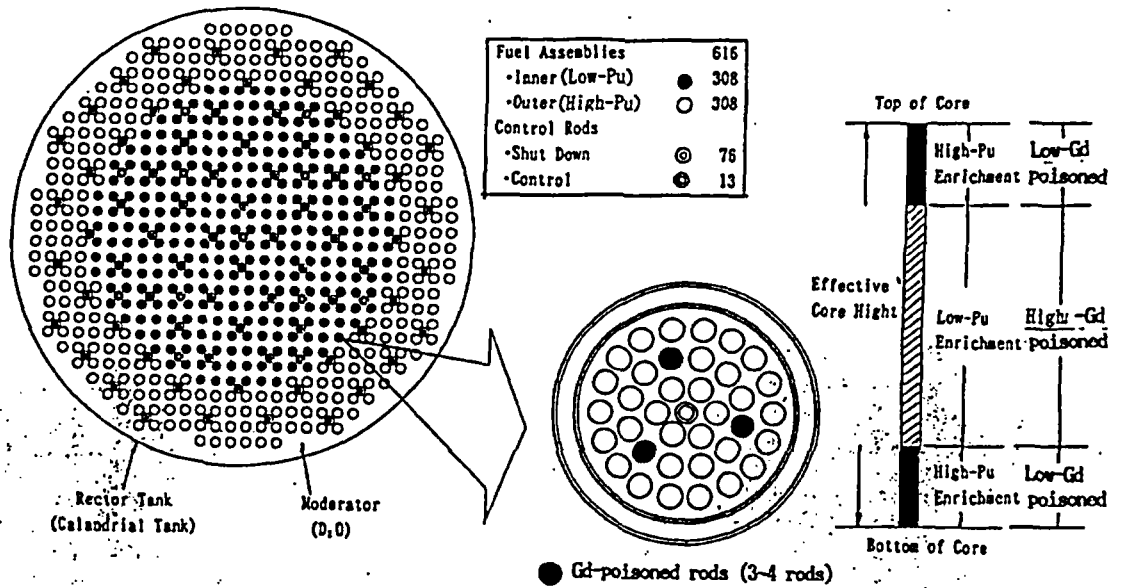 Fuel Assemblies 616
•Inner(Low-Pu) ● 308
•Outer(High-Pu) ○ 308
Control Rods
•Shut Down ◎ 76
•Control ◎ 13
Rector Tank
(Calandrial Tank)
Moderator
(D₂O)
Top of Core
High-Pu
Enrichment
Low-Gd
poisoned
Effective
Core Hight
Low-Pu
Enrichment
High-Gd
poisoned
High-Pu
Enrichment
Low-Gd
poisoned
Bottom of Core
● Gd-poisoned rods (3~4 rods)